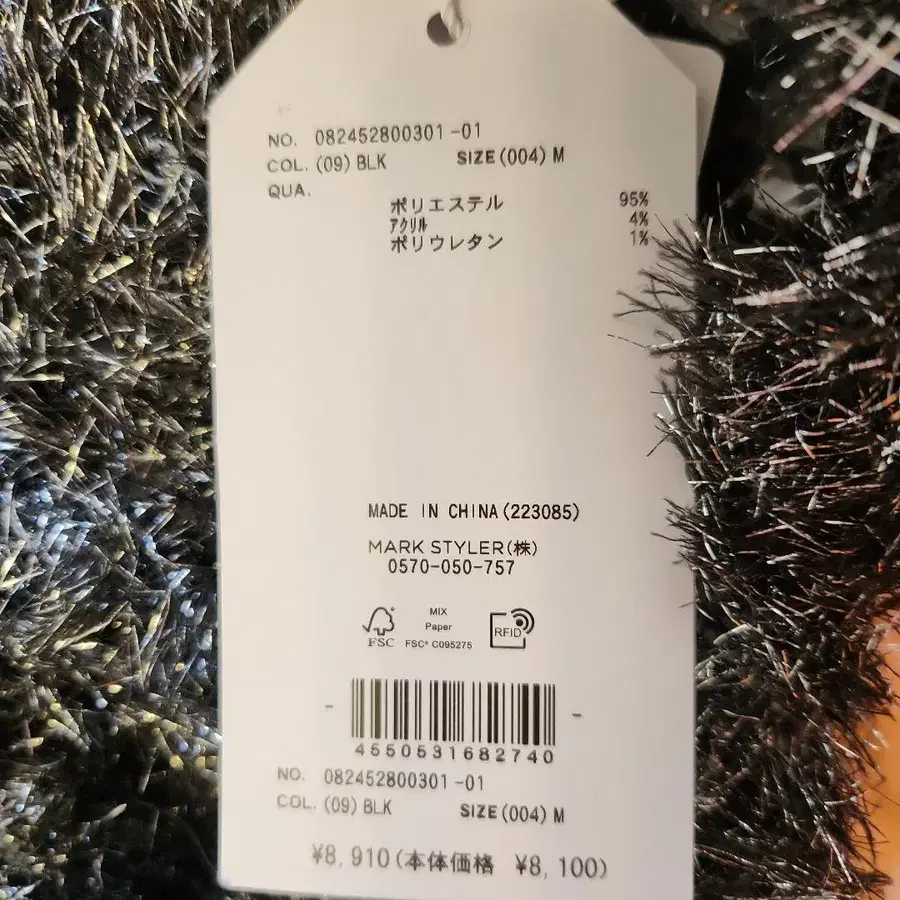 NO. 082452800301-01
COL. (09) BLK SIZE (004) M
QUA.
ポリエステル 95%
アクリル 4%
ポリウレタン 1%
MADE IN CHINA (223085)
MARK STYLER(株)
0570-050-757
FSC
MIX
Paper
FSC® C095275
RFID
4550531682740
NO. 082452800301-01
COL. (09) BLK SIZE (004) M
¥8,910(本体価格 ¥8,100)